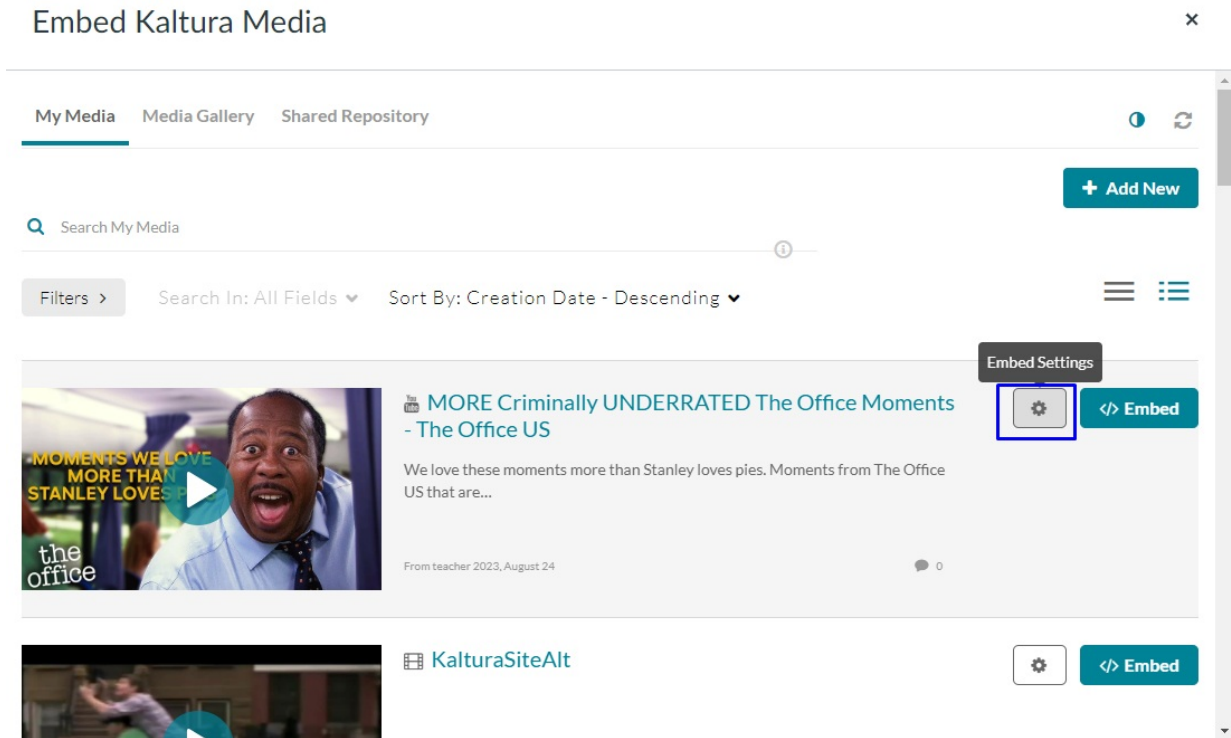 Embed Kaltura Media
My Media Media Gallery Shared Repository
+ Add New
Search My Media
Filters > Search In: All Fields Sort By: Creation Date - Descending
Embed Settings
MORE Criminally UNDERRATED The Office Moments
- The Office US
</> Embed
MOMENTS WE LOVE
MORE THAN
STANLEY LOVES
the
office
We love these moments more than Stanley loves pies. Moments from The Office
US that are...
From teacher 2023, August 24 0
KalturaSiteAlt
</> Embed